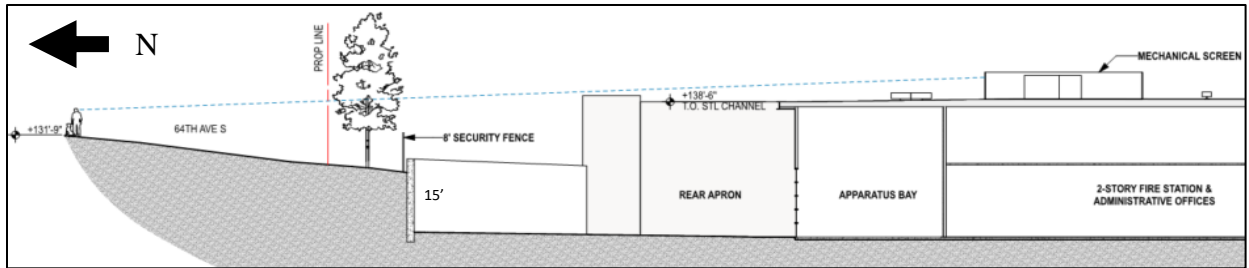 N
PROP LINE
MECHANICAL SCREEN
+138'-6"
T.O. STL CHANNEL
+131'-9"
64TH AVE S
8' SECURITY FENCE
15'
REAR APRON
APPARATUS BAY
2-STORY FIRE STATION &
ADMINISTRATIVE OFFICES